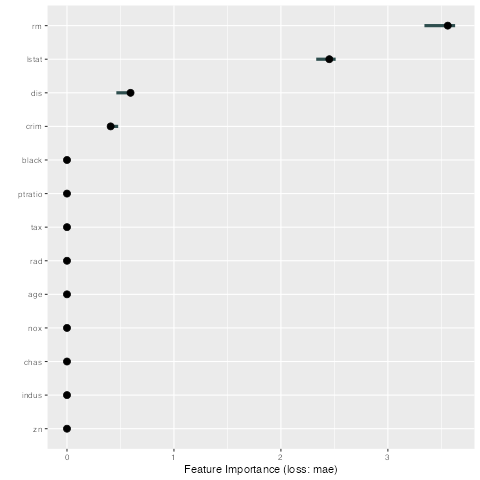 rm
lstat
dis
crim
black
ptratio
tax
rad
age
nox
chas
indus
zn
0 1 2 3
Feature Importance (loss: mae)